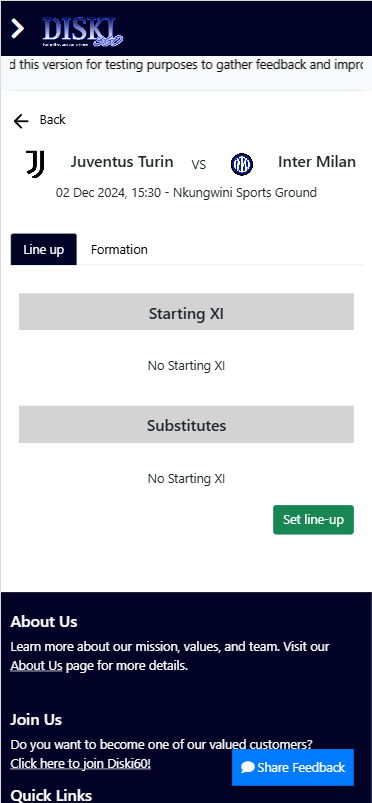 DISKI
d this version for testing purposes to gather feedback and impro
Back
Juventus Turin vs Inter Milan
02 Dec 2024, 15:30 - Nkungwini Sports Ground
Line up Formation
Starting XI
No Starting XI
Substitutes
No Starting XI
Set line-up
About Us
Learn more about our mission, values, and team. Visit our
About Us page for more details.
Join Us
Do you want to become one of our valued customers?
Click here to join Diski60!
Share Feedback
Quick Links